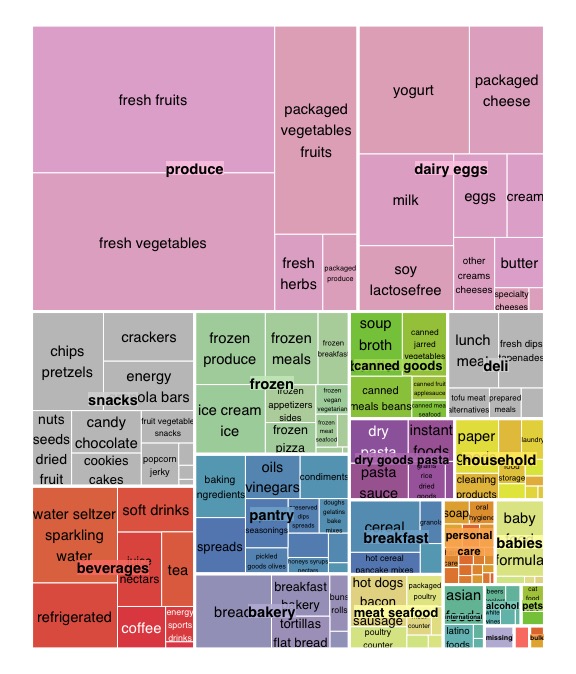 fresh fruits
produce
fresh vegetables
packaged
vegetables
fruits
fresh
herbs
packaged
produce
yogurt
packaged
cheese
dairy eggs
milk
eggs
cream
soy
lactosefree
other
creams
cheeses
butter
specialty
cheeses
chips
pretzels
crackers
energy
ola bars
snacks
nuts
seeds
dried
fruit
candy
chocolate
cookies
cakes
fruit vegetable
snacks
popcorn
jerky
frozen
produce
frozen
meals
frozen
breakfast
frozen
ice cream
ice
frozen
appetizers
sides
frozen
pizza
frozen
vegan
vegetarian
frozen
meat
seafood
soup
broth
canned
jarred
vegetables
canned goods
canned
meals beans
canned fruit
applesauce
canned meat
seafood
lunch
meat
fresh dips
tapenades
deli
tofu meat
alternatives
prepared
meals
dry
pasta
instant
foods
dry goods pasta
pasta
sauce
grains
rice
dried
goods
paper
laundry
household
cleaning
products
food
storage
water seltzer
sparkling
water
soft drinks
beverages
juice
nectars
tea
refrigerated
coffee
energy
sports
drinks
baking
ingredients
oils
vinegars
condiments
pantry
seasonings
preserved
dips
spreads
doughs
gelatins
bake
mixes
spreads
pickled
goods olives
honeys syrups
nectars
cereal
granola
breakfast
hot cereal
pancake mixes
soap
oral
hygiene
personal
care
baby
babies
formula
bread
bakery
breakfast
bakery
buns
rolls
tortillas
flat bread
hot dogs
bacon
sausage
packaged
poultry
meat seafood
counter
poultry
counter
asian
foods
international
latino
foods
beers
alcohol
white
wines
cat
food
pets
missing
bulk